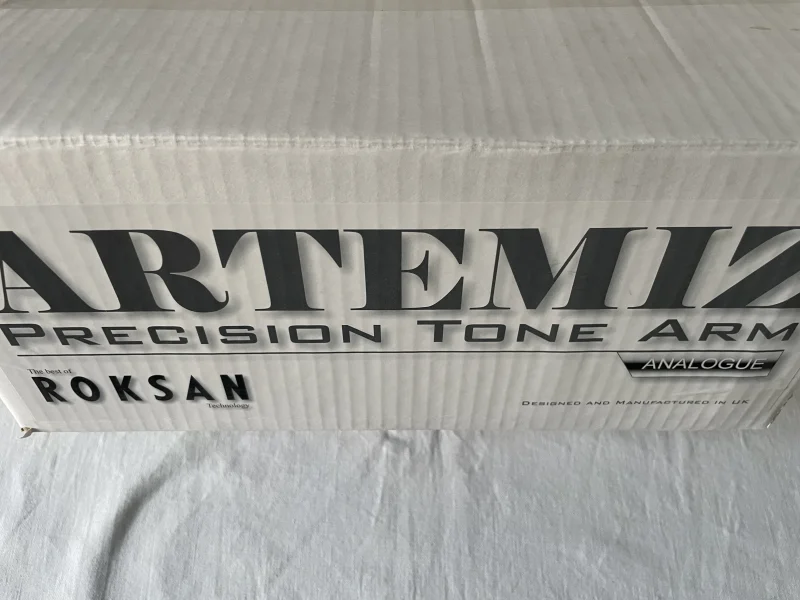 ARTEMIZ
PRECISION TONE ARM
ANALOGUE
The best of
ROKSAN
Technology
DESIGNED AND MANUFACTURED IN UK